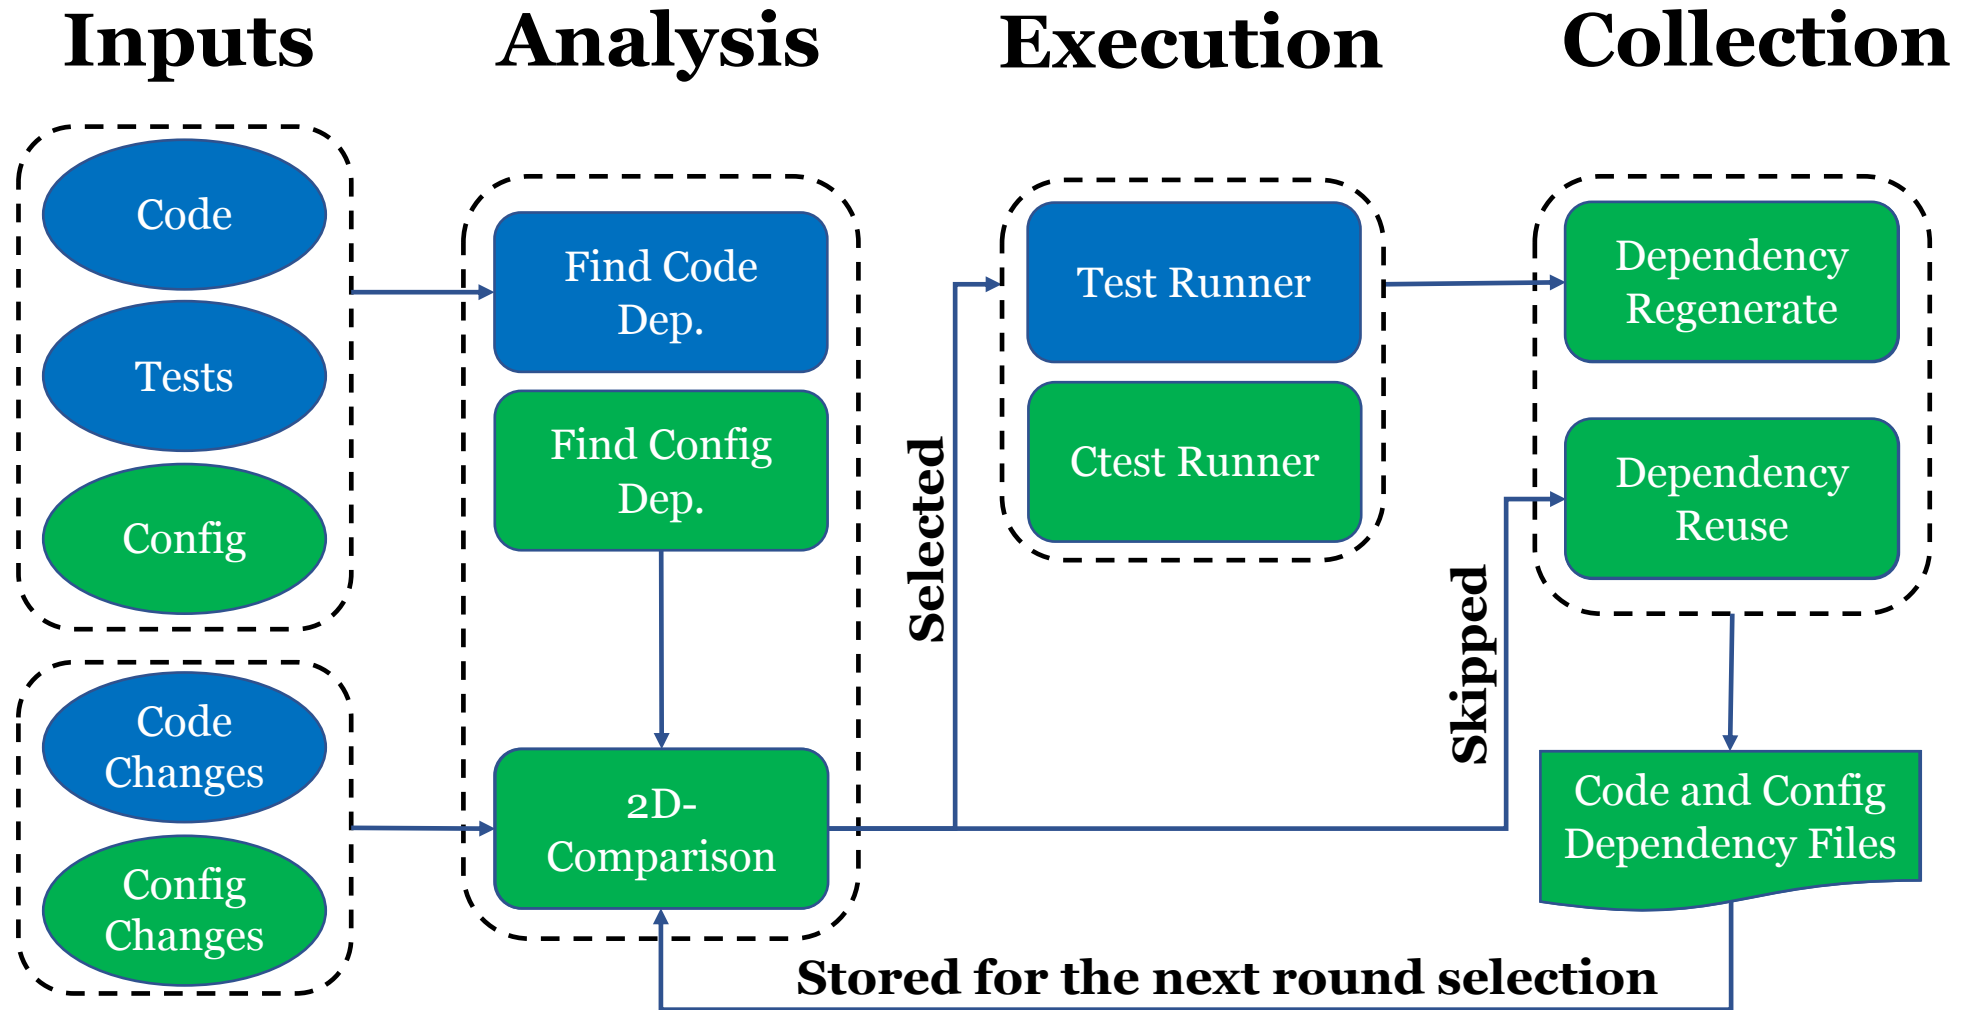 Inputs
Analysis
Execution
Collection
Code
Tests
Config
Code
Changes
Config
Changes
Find Code
Dep.
Find Config
Dep.
2D-
Comparison
Selected
Test Runner
Ctest Runner
Skipped
Dependency
Regenerate
Dependency
Reuse
Code and Config
Dependency Files
Stored for the next round selection